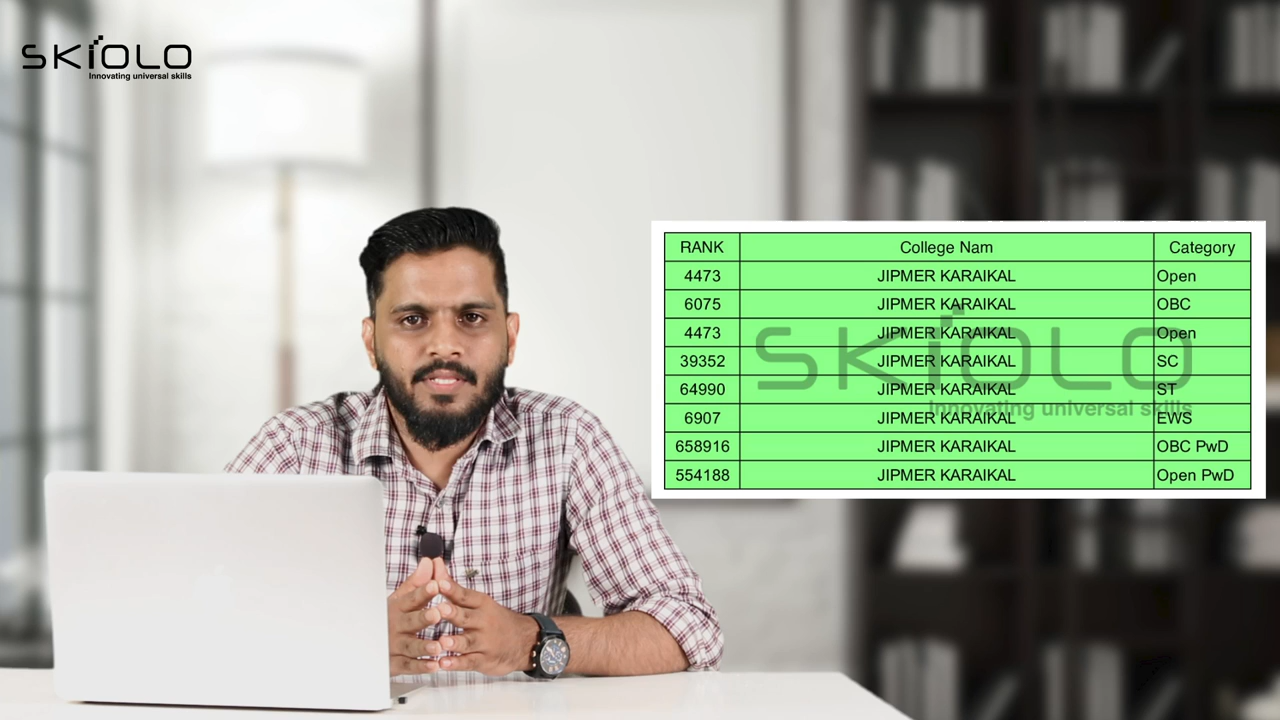 SKiOLO
Innovating universal skills
RANK College Nam Category
4473 JIPMER KARAIKAL Open
6075 JIPMER KARAIKAL OBC
4473 JIPMER KARAIKAL Open
39352 JIPMER KARAIKAL SC
64990 JIPMER KARAIKAL ST
6907 JIPMER KARAIKAL EWS
658916 JIPMER KARAIKAL OBC PwD
554188 JIPMER KARAIKAL Open PwD
SKiOLO
Innovating universal skills